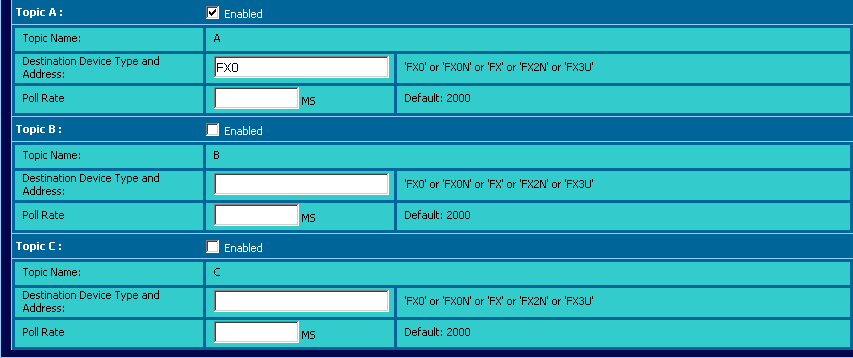 Topic A : Enabled
Topic Name: A
Destination Device Type and
Address: FX0 'FX0' or 'FX0N' or 'FX' or 'FX2N' or 'FX3U'
Poll Rate MS Default: 2000
Topic B : Enabled
Topic Name: B
Destination Device Type and
Address: 'FX0' or 'FX0N' or 'FX' or 'FX2N' or 'FX3U'
Poll Rate MS Default: 2000
Topic C : Enabled
Topic Name: C
Destination Device Type and
Address: 'FX0' or 'FX0N' or 'FX' or 'FX2N' or 'FX3U'
Poll Rate MS Default: 2000